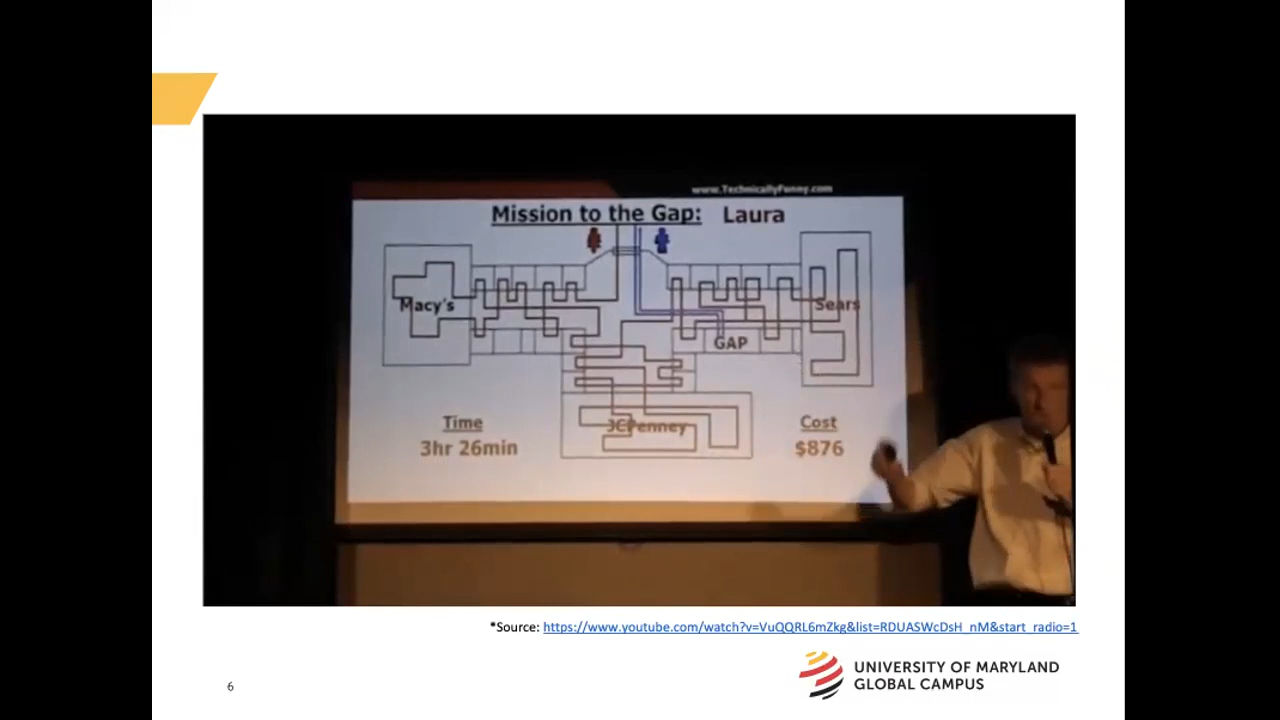 www.TechnicallyFunny.com
Mission to the Gap: Laura
Macy's
Sears
GAP
JCPenney
Time
3hr 26min
Cost
$876
*Source: https://www.youtube.com/watch?v=VuQQRL6mZkg&list=RDUASWcDsH_nM&start_radio=1
6
UNIVERSITY OF MARYLAND
GLOBAL CAMPUS